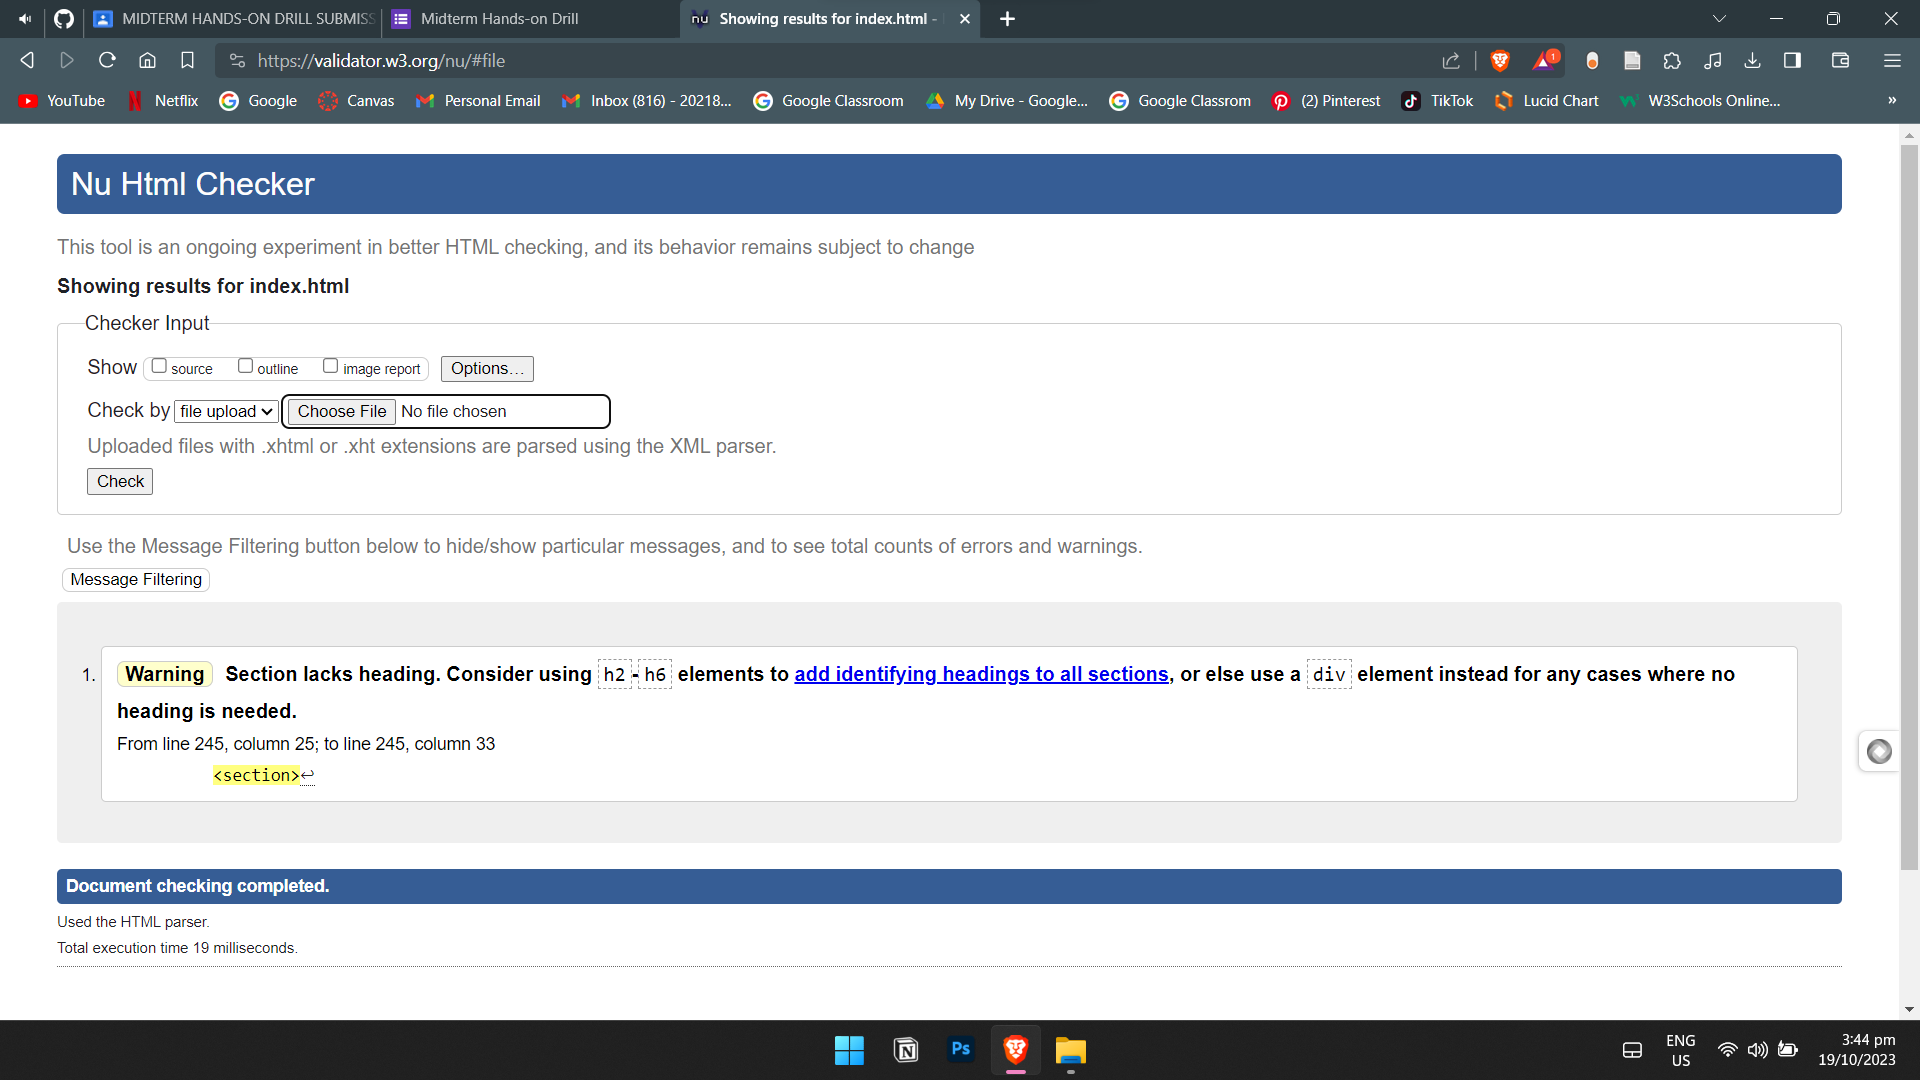 MIDTERM HANDS-ON DRILL SUBMISS
Midterm Hands-on Drill
nu
Showing results for index.html -
https://validator.w3.org/nu/#file
1
YouTube
Netflix
Google
Canvas
Personal Email
Inbox (816) - 20218...
Google Classroom
My Drive - Google...
Google Classrom
(2) Pinterest
TikTok
Lucid Chart
W3Schools Online...
»
Nu Html Checker
This tool is an ongoing experiment in better HTML checking, and its behavior remains subject to change
Showing results for index.html
Checker Input
Show source outline image report Options...
Check by file upload Choose File No file chosen
Uploaded files with .xhtml or .xht extensions are parsed using the XML parser.
Check
Use the Message Filtering button below to hide/show particular messages, and to see total counts of errors and warnings.
Message Filtering
1. Warning Section lacks heading. Consider using h2-h6 elements to add identifying headings to all sections, or else use a div element instead for any cases where no
heading is needed.
From line 245, column 25; to line 245, column 33
<section>↩
Document checking completed.
Used the HTML parser.
Total execution time 19 milliseconds.
Ps
ENG
US
3:44 pm
19/10/2023